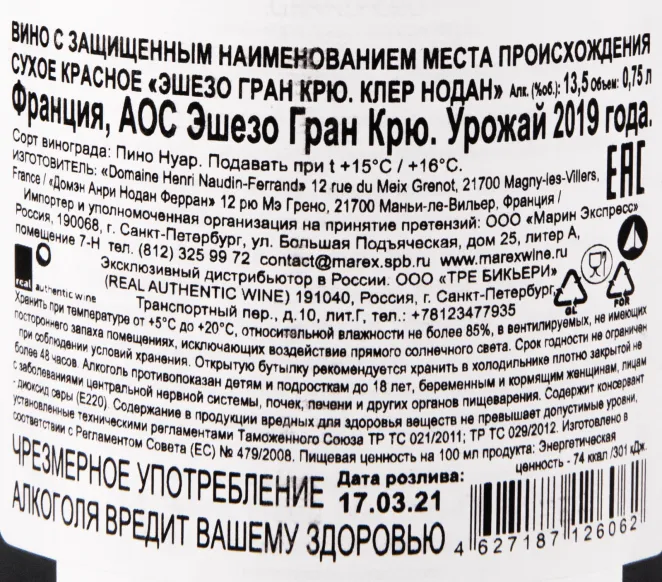 ВИНО С ЗАЩИЩЕННЫМ НАИМЕНОВАНИЕМ МЕСТА ПРОИСХОЖДЕНИЯ
СУХОЕ КРАСНОЕ «ЭШЕЗО ГРАН КРЮ. КЛЕР НОДАН» Алк. (%об.): 13,5 Объем: 0,75 л
Франция, АОС Эшезо Гран Крю. Урожай 2019 года.
Сорт винограда: Пино Нуар. Подавать при t +15°C / +16°C.
ИЗГОТОВИТЕЛЬ: «Domaine Henri Naudin-Ferrand» 12 rue du Meix Grenot, 21700 Magny-les-Villers,
France / «Домэн Анри Нодан Ферран» 12 рю Мэ Грено, 21700 Маньи-ле-Вильер, Франция /
Импортер и уполномоченная организация на принятие претензий: ООО «Марин Экспресс»
Россия, 190068, г. Санкт-Петербург, ул. Большая Подъяческая, дом 25, литер А,
помещение 7-Н тел. (812) 325 99 72 contact@marex.spb.ru www.marexwine.ru
Эксклюзивный дистрибьютор в России. ООО «ТРЕ БИКЬЕРИ»
(REAL AUTHENTIC WINE) 191040, Россия, г. Санкт-Петербург,
Транспортный пер., д.10, лит.Г, тел.: +78123477935
real authentic wine
EAC
GL
FOR
Хранить при температуре от +5°C до +20°C, относительной влажности не более 85%, в вентилируемых, не имеющих
постороннего запаха помещениях, исключающих воздействие прямого солнечного света. Срок годности не ограничен
при соблюдении условий хранения. Открытую бутылку рекомендуется хранить в холодильнике плотно закрытой не
более 48 часов. Алкоголь противопоказан детям и подросткам до 18 лет, беременным и кормящим женщинам, лицам
с заболеваниями центральной нервной системы, почек, печени и других органов пищеварения. Содержит консервант
- диоксид серы (Е220). Содержание в продукции вредных для здоровья веществ не превышает допустимые уровни,
установленные техническими регламентами Таможенного Союза ТР ТС 021/2011; ТР ТС 029/2012. Изготовлено в
соответствии с Регламентом Совета (ЕС) № 479/2008. Пищевая ценность на 100 мл продукта: Энергетическая
ценность - 74 ккал /301 кДж.
ЧРЕЗМЕРНОЕ УПОТРЕБЛЕНИЕ
АЛКОГОЛЯ ВРЕДИТ ВАШЕМУ ЗДОРОВЬЮ
Дата розлива:
17.03.21
4 627187 126062